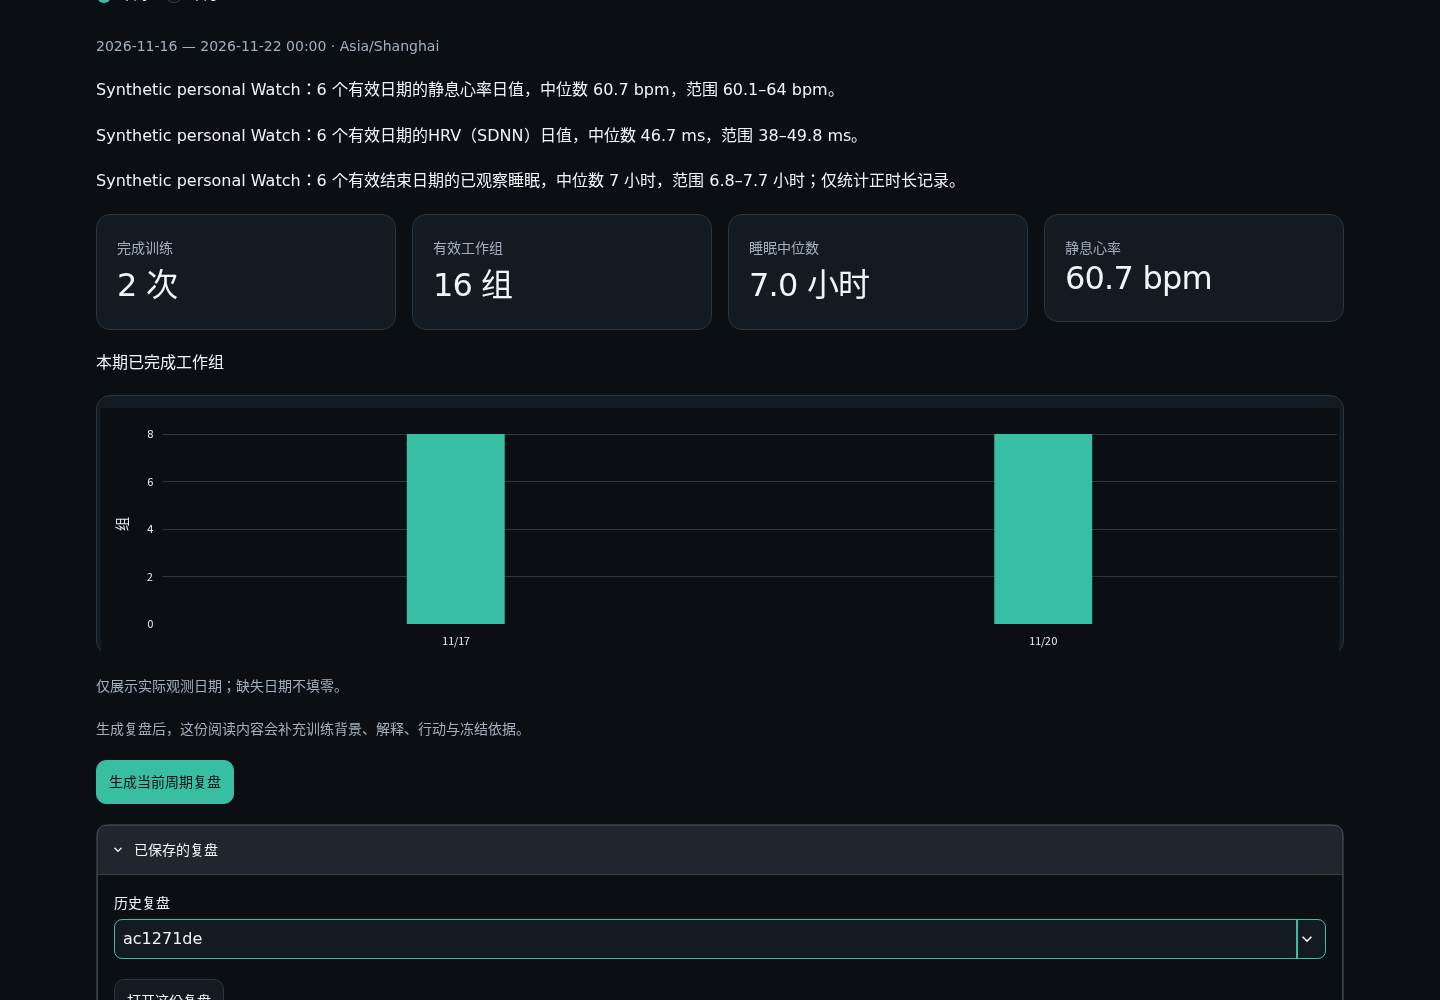 2026-11-16 — 2026-11-22 00:00 · Asia/Shanghai
Synthetic personal Watch：6 个有效日期的静息心率日值，中位数 60.7 bpm，范围 60.1–64 bpm。
Synthetic personal Watch：6 个有效日期的HRV（SDNN）日值，中位数 46.7 ms，范围 38–49.8 ms。
Synthetic personal Watch：6 个有效结束日期的已观察睡眠，中位数 7 小时，范围 6.8–7.7 小时；仅统计正时长记录。
完成训练
2 次
有效工作组
16 组
睡眠中位数
7.0 小时
静息心率
60.7 bpm
本期已完成工作组
8
6
组
4
2
0
11/17
11/20
仅展示实际观测日期；缺失日期不填零。
生成复盘后，这份阅读内容会补充训练背景、解释、行动与冻结依据。
生成当前周期复盘
已保存的复盘
历史复盘
ac1271de
打开这份复盘